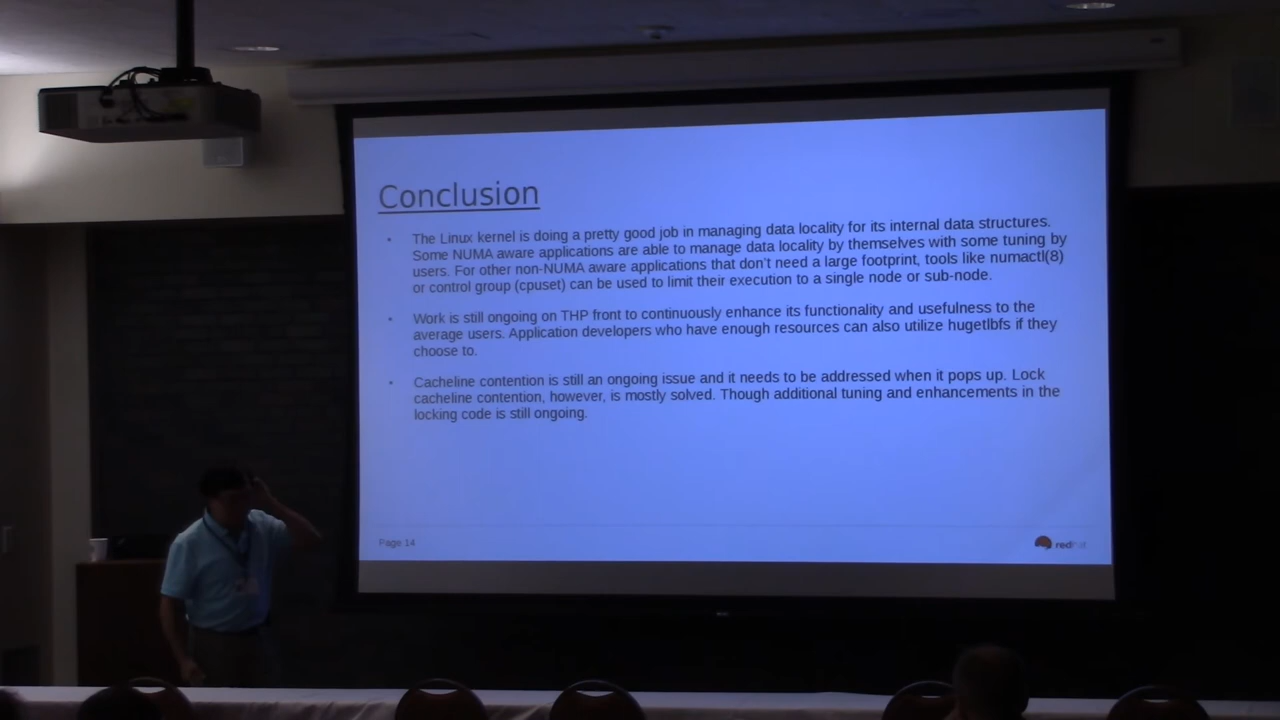 Conclusion
• The Linux kernel is doing a pretty good job in managing data locality for its internal data structures.
Some NUMA aware applications are able to manage data locality by themselves with some tuning by
users. For other non-NUMA aware applications that don't need a large footprint, tools like numactl(8)
or control group (cpuset) can be used to limit their execution to a single node or sub-node.
• Work is still ongoing on THP front to continuously enhance its functionality and usefulness to the
average users. Application developers who have enough resources can also utilize hugetlbfs if they
choose to.
• Cacheline contention is still an ongoing issue and it needs to be addressed when it pops up. Lock
cacheline contention, however, is mostly solved. Though additional tuning and enhancements in the
locking code is still ongoing.
Page 14
redhat